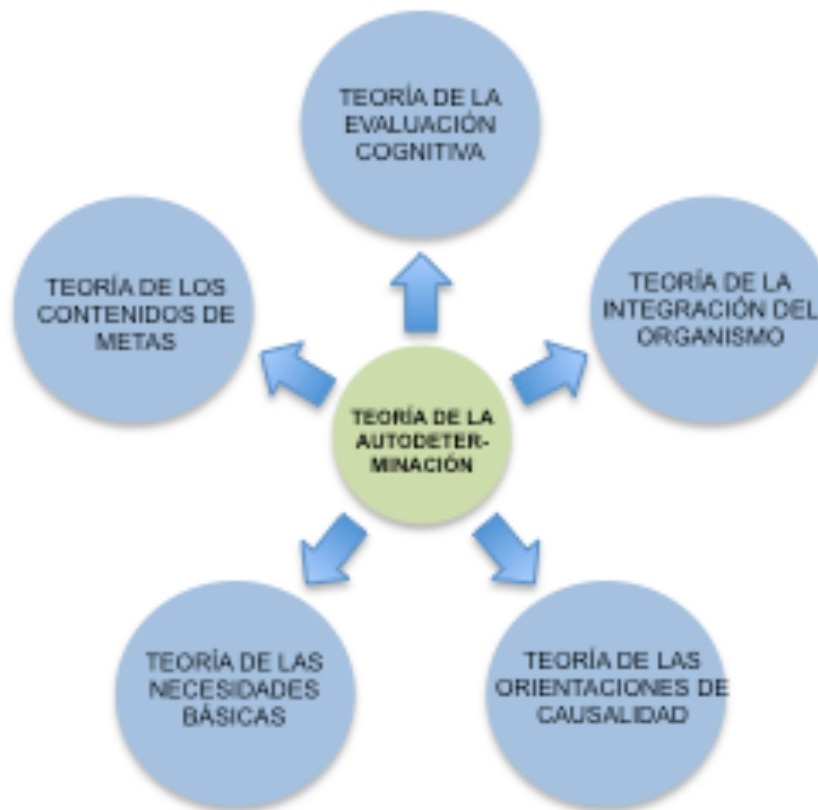 TEORÍA DE LA
EVALUACIÓN
COGNITIVA
TEORÍA DE LOS
CONTENIDOS DE
METAS
TEORÍA DE LA
INTEGRACIÓN DEL
ORGANISMO
TEORÍA DE LA
AUTODETER-
MINACIÓN
TEORÍA DE LAS
NECESIDADES
BÁSICAS
TEORÍA DE LAS
ORIENTACIONES DE
CAUSALIDAD